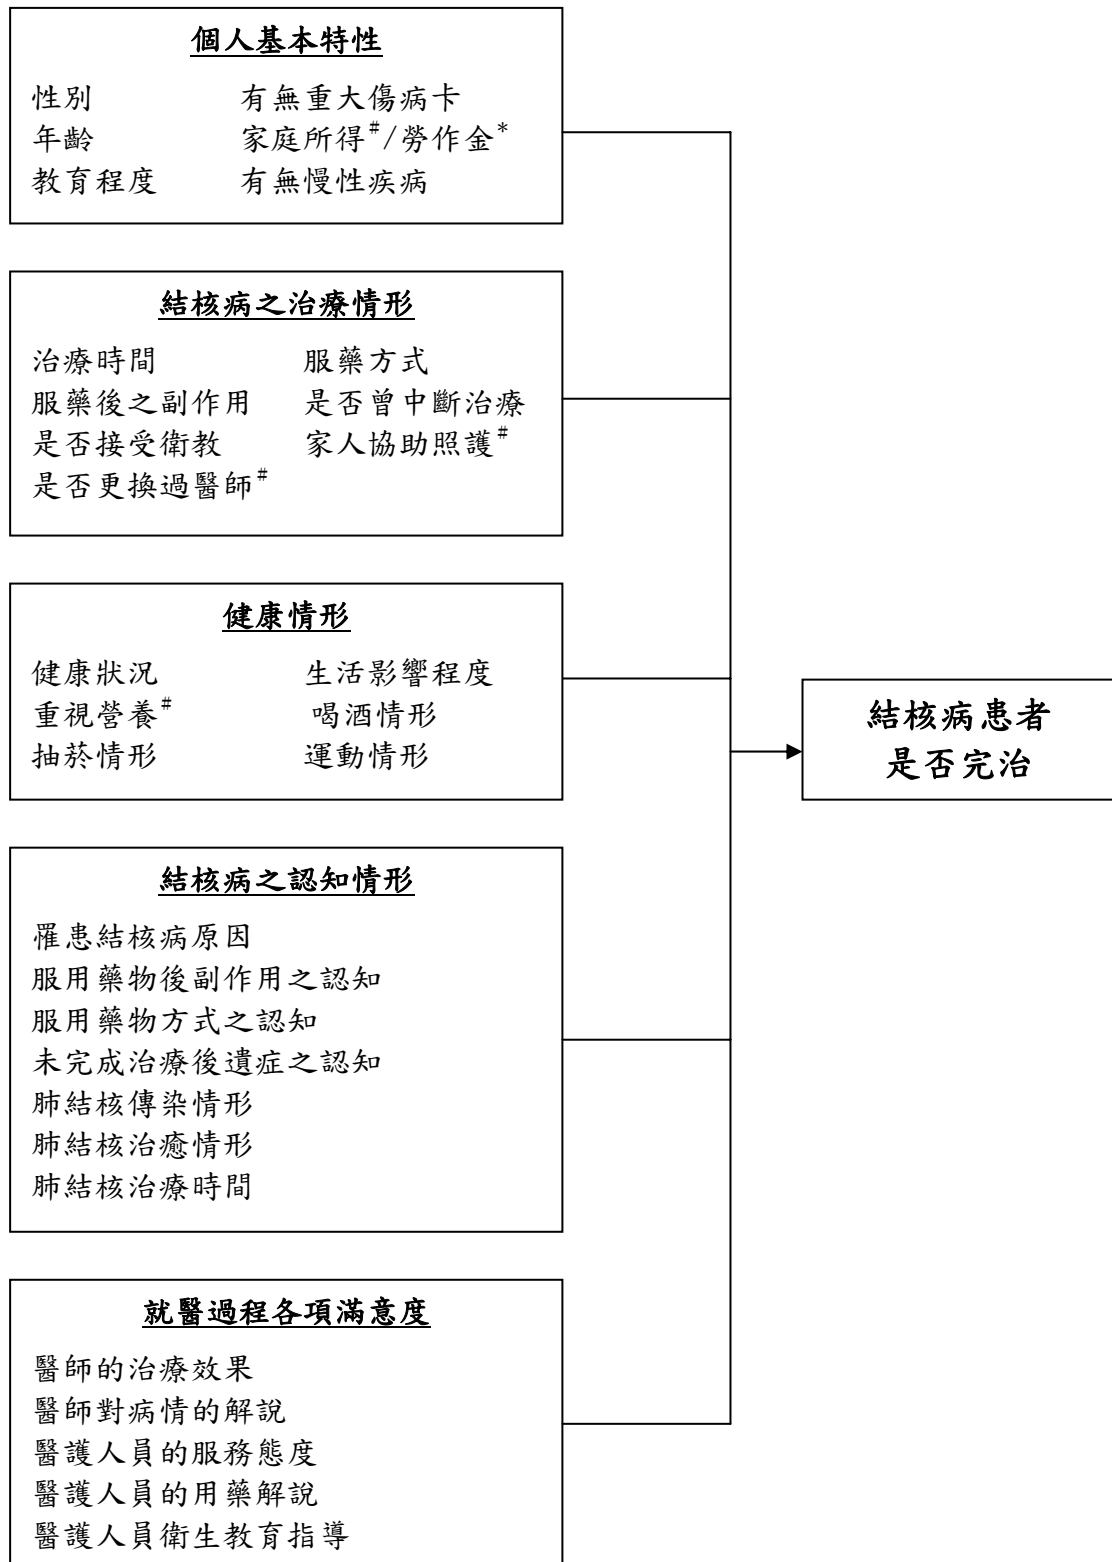 個人基本特性
性別 有無重大傷病卡
年齡 家庭所得#/勞作金*
教育程度 有無慢性疾病
結核病之治療情形
治療時間 服藥方式
服藥後之副作用 是否曾中斷治療
是否接受衛教 家人協助照護#
是否更換過醫師#
健康情形
健康狀況 生活影響程度
重視營養# 喝酒情形
抽菸情形 運動情形
結核病患者
是否完治
結核病之認知情形
罹患結核病原因
服用藥物後副作用之認知
服用藥物方式之認知
未完成治療後遺症之認知
肺結核傳染情形
肺結核治癒情形
肺結核治療時間
就醫過程各項滿意度
醫師的治療效果
醫師對病情的解說
醫護人員的服務態度
醫護人員的用藥解說
醫護人員衛生教育指導